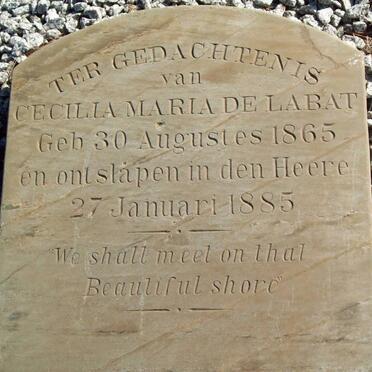 TER GEDACHTENIS
van
CECILIA MARIA DE LABAT
Geb 30 Augustes 1865
en ontslapen in den Heere
27 Januari 1885
"We shall meet on that
Beautiful shore"